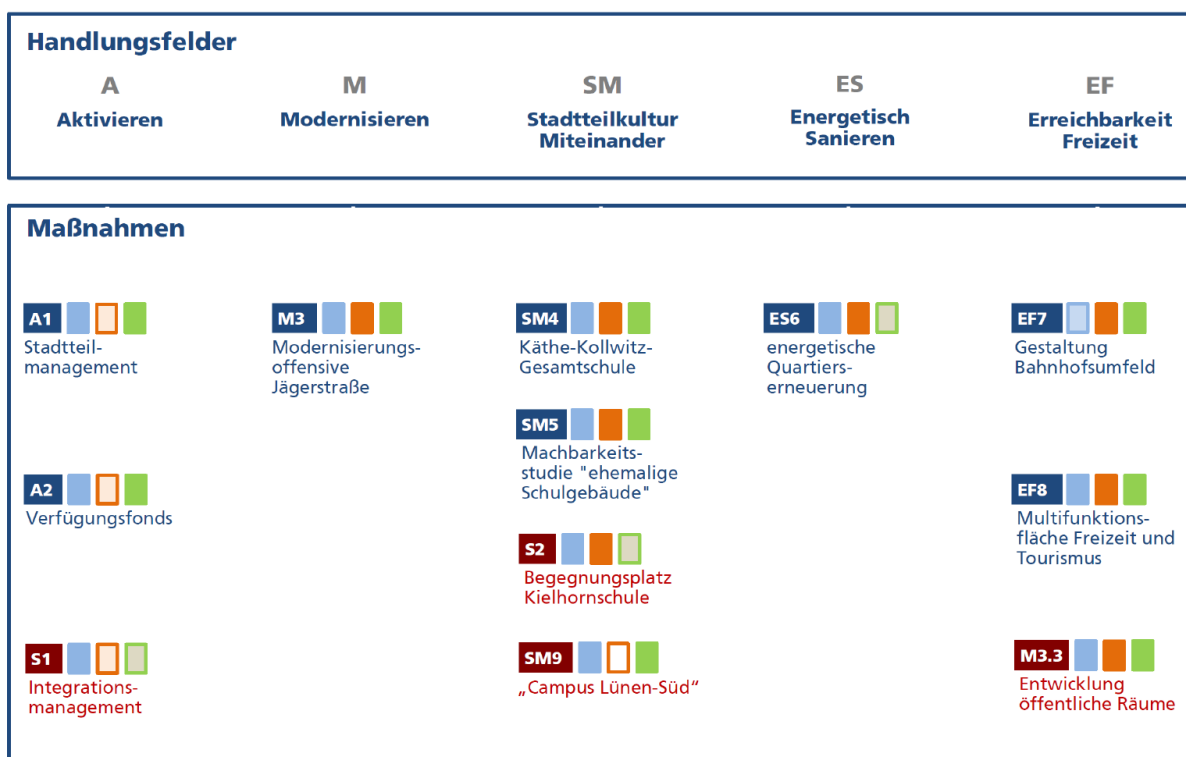 Handlungsfelder
A
Aktivieren
M
Modernisieren
SM
Stadtteilkultur
Miteinander
ES
Energetisch
Sanieren
EF
Erreichbarkeit
Freizeit
Maßnahmen
A1
Stadtteil-
management
A2
Verfügungsfonds
S1
Integrations-
management
M3
Modernisierungs-
offensive
Jägerstraße
SM4
Käthe-Kollwitz-
Gesamtschule
SM5
Machbarkeits-
studie "ehemalige
Schulgebäude"
S2
Begegnungsplatz
Kielhornschule
SM9
„Campus Lünen-Süd“
ES6
energetische
Quartiers-
erneuerung
EF7
Gestaltung
Bahnhofsumfeld
EF8
Multifunktions-
fläche Freizeit und
Tourismus
M3.3
Entwicklung
öffentliche Räume